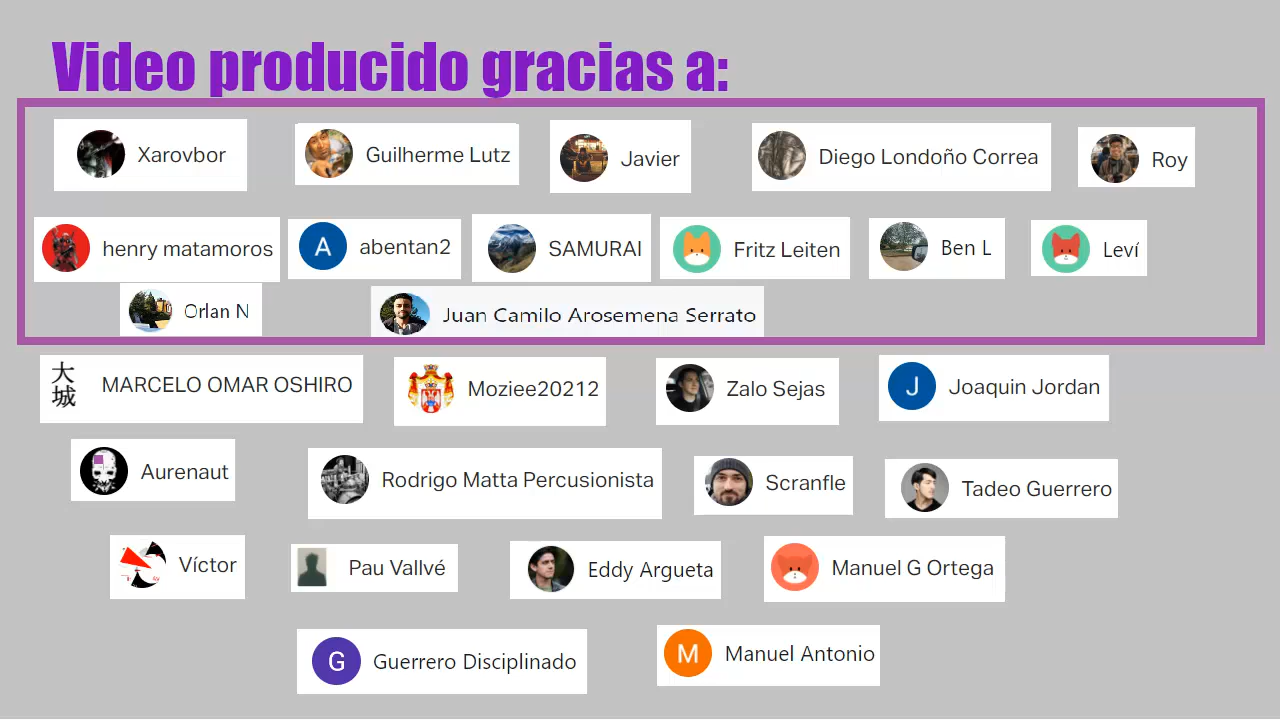 Video producido gracias a:
Xarovbor Guilherme Lutz Javier Diego Londoño Correa Roy
henry matamoros A abentan2 SAMURAI Fritz Leiten Ben L Leví
Orlan N Juan Camilo Arosemena Serrato
大城 MARCELO OMAR OSHIRO Moziee20212 Zalo Sejas J Joaquin Jordan
Aurenaut Rodrigo Matta Percusionista Scranfle Tadeo Guerrero
Víctor Pau Vallvé Eddy Argueta Manuel G Ortega
G Guerrero Disciplinado M Manuel Antonio